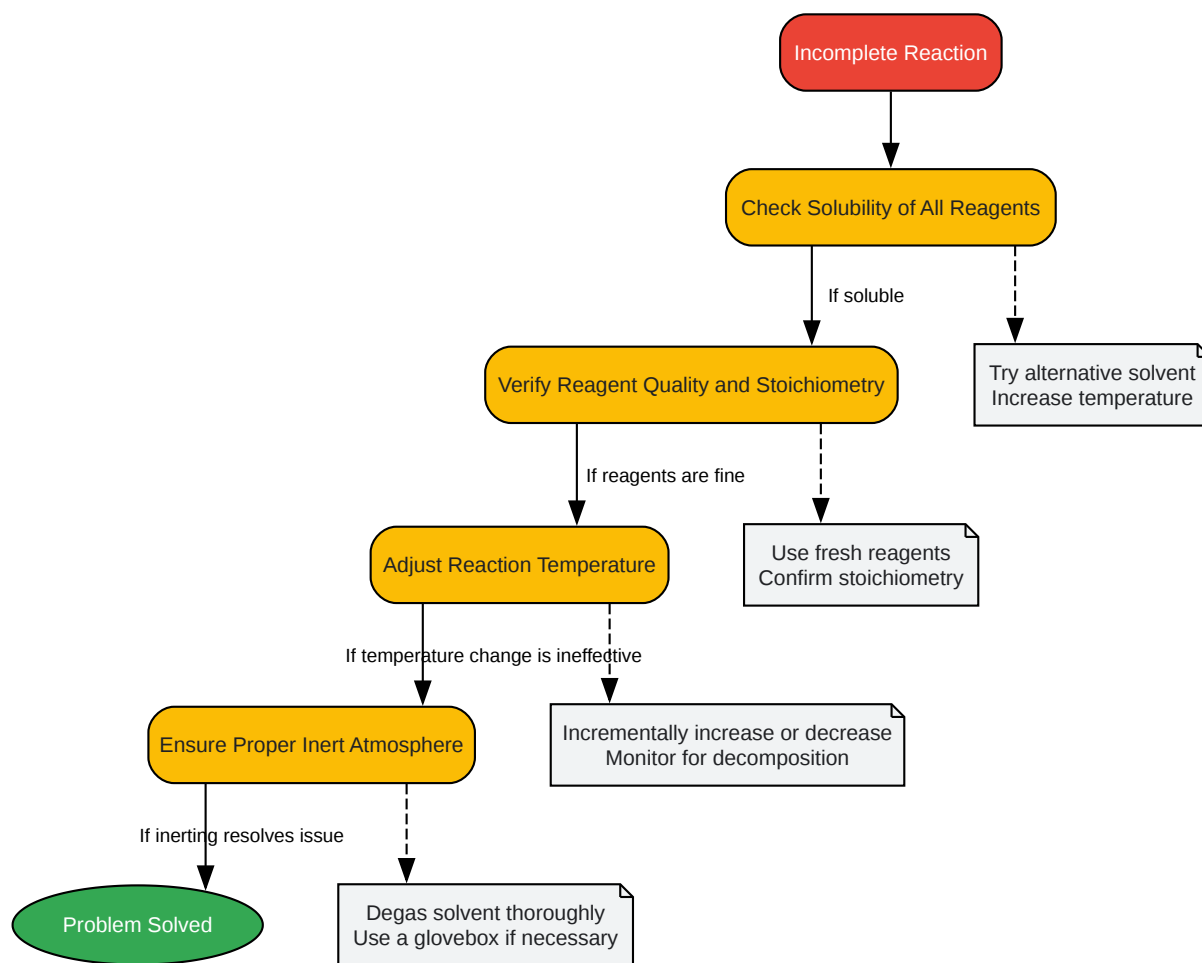 Incomplete Reaction
Check Solubility of All Reagents
If soluble
Try alternative solvent
Increase temperature
Verify Reagent Quality and Stoichiometry
If reagents are fine
Use fresh reagents
Confirm stoichiometry
Adjust Reaction Temperature
If temperature change is ineffective
Incrementally increase or decrease
Monitor for decomposition
Ensure Proper Inert Atmosphere
If inerting resolves issue
Degas solvent thoroughly
Use a glovebox if necessary
Problem Solved